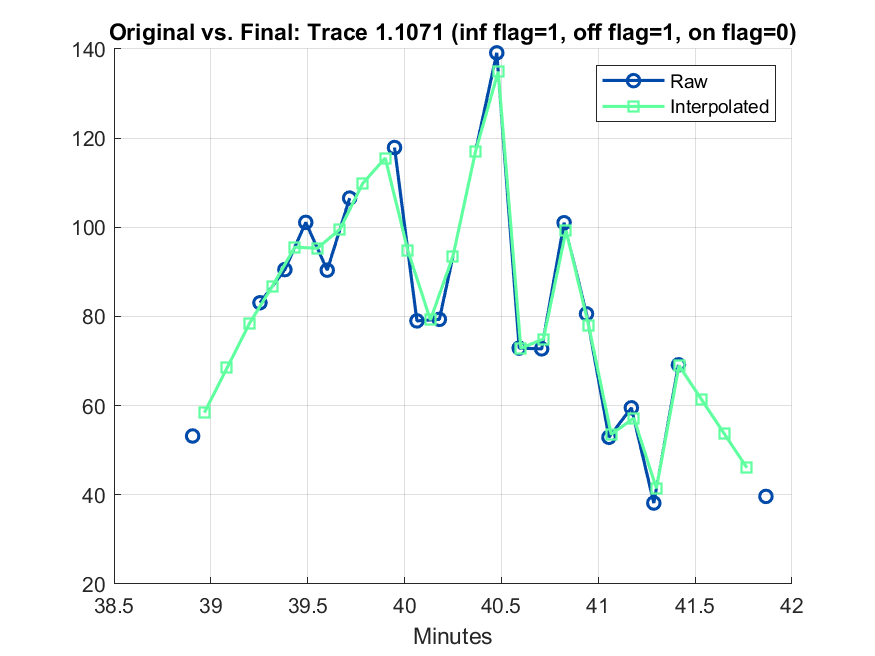 Original vs. Final: Trace 1.1071 (inf flag=1, off flag=1, on flag=0)
140
120
100
80
60
40
20
Raw
Interpolated
38.5 39 39.5 40 40.5 41 41.5 42
Minutes